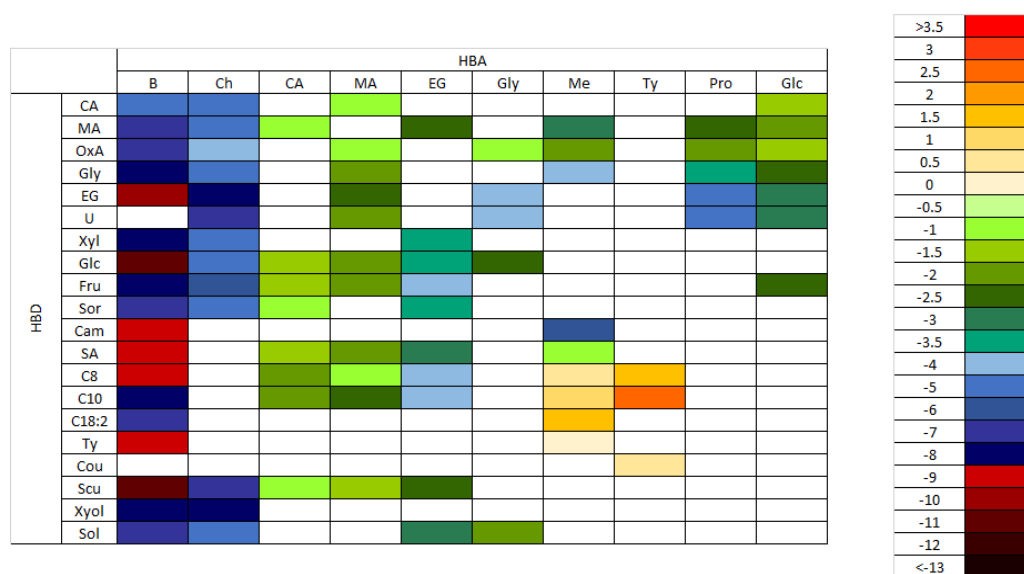 HBA
B Ch CA MA EG Gly Me Ty Pro Glc
HBD
CA
MA
OxA
Gly
EG
U
Xyl
Glc
Fru
Sor
Cam
SA
C8
C10
C18:2
Ty
Cou
Scu
Xyol
Sol
>3.5
3
2.5
2
1.5
1
0.5
0
-0.5
-1
-1.5
-2
-2.5
-3
-3.5
-4
-5
-6
-7
-8
-9
-10
-11
-12
<-13